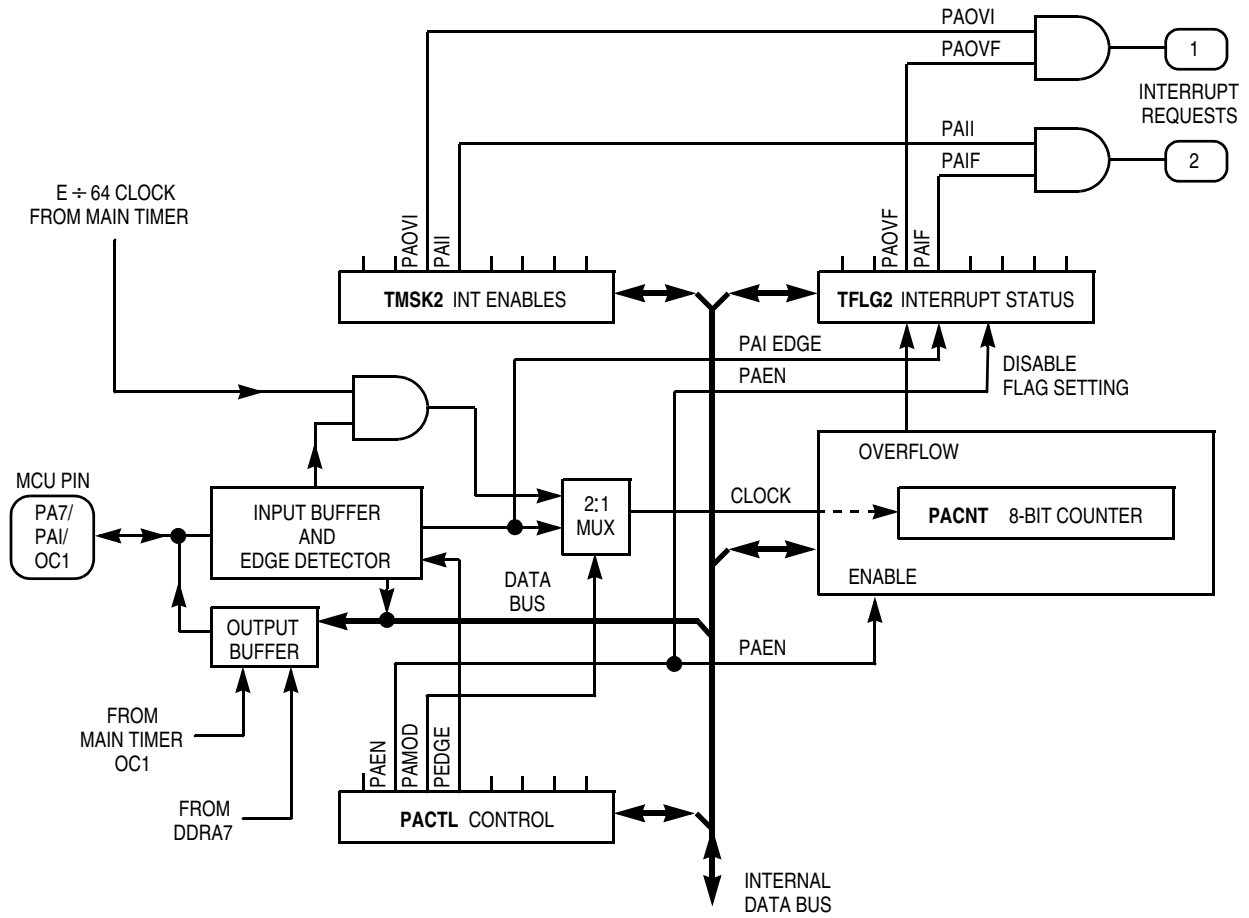 PAOVI
PAOVF
1
INTERRUPT
REQUESTS
PAII
PAIF
2
E ÷ 64 CLOCK
FROM MAIN TIMER
PAOVI
PAII
PAOVF
PAIF
TMSK2 INT ENABLES
TFLG2 INTERRUPT STATUS
PAI EDGE
PAEN
DISABLE
FLAG SETTING
OVERFLOW
MCU PIN
PA7/
PAI/
OC1
INPUT BUFFER
AND
EDGE DETECTOR
2:1
MUX
CLOCK
PACNT 8-BIT COUNTER
ENABLE
DATA
BUS
OUTPUT
BUFFER
PAEN
FROM
MAIN TIMER
OC1
PAEN
PAMOD
PEDGE
FROM
DDRA7
PACTL CONTROL
INTERNAL
DATA BUS